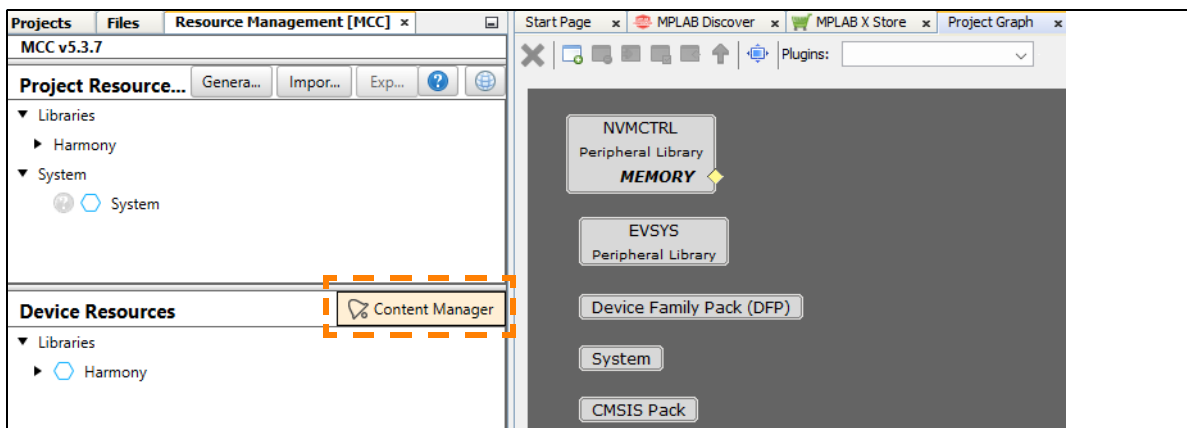 Projects Files Resource Management [MCC] ×
MCC v5.3.7
Project Resource... Genera... Impor... Exp... ?
▼ Libraries
▶ Harmony
▼ System
? System
Device Resources Content Manager
▼ Libraries
▶ Harmony
Start Page × MPLAB Discover × MPLAB X Store × Project Graph ×
Plugins:
NVMCTRL
Peripheral Library
MEMORY
EVSYS
Peripheral Library
Device Family Pack (DFP)
System
CMSIS Pack